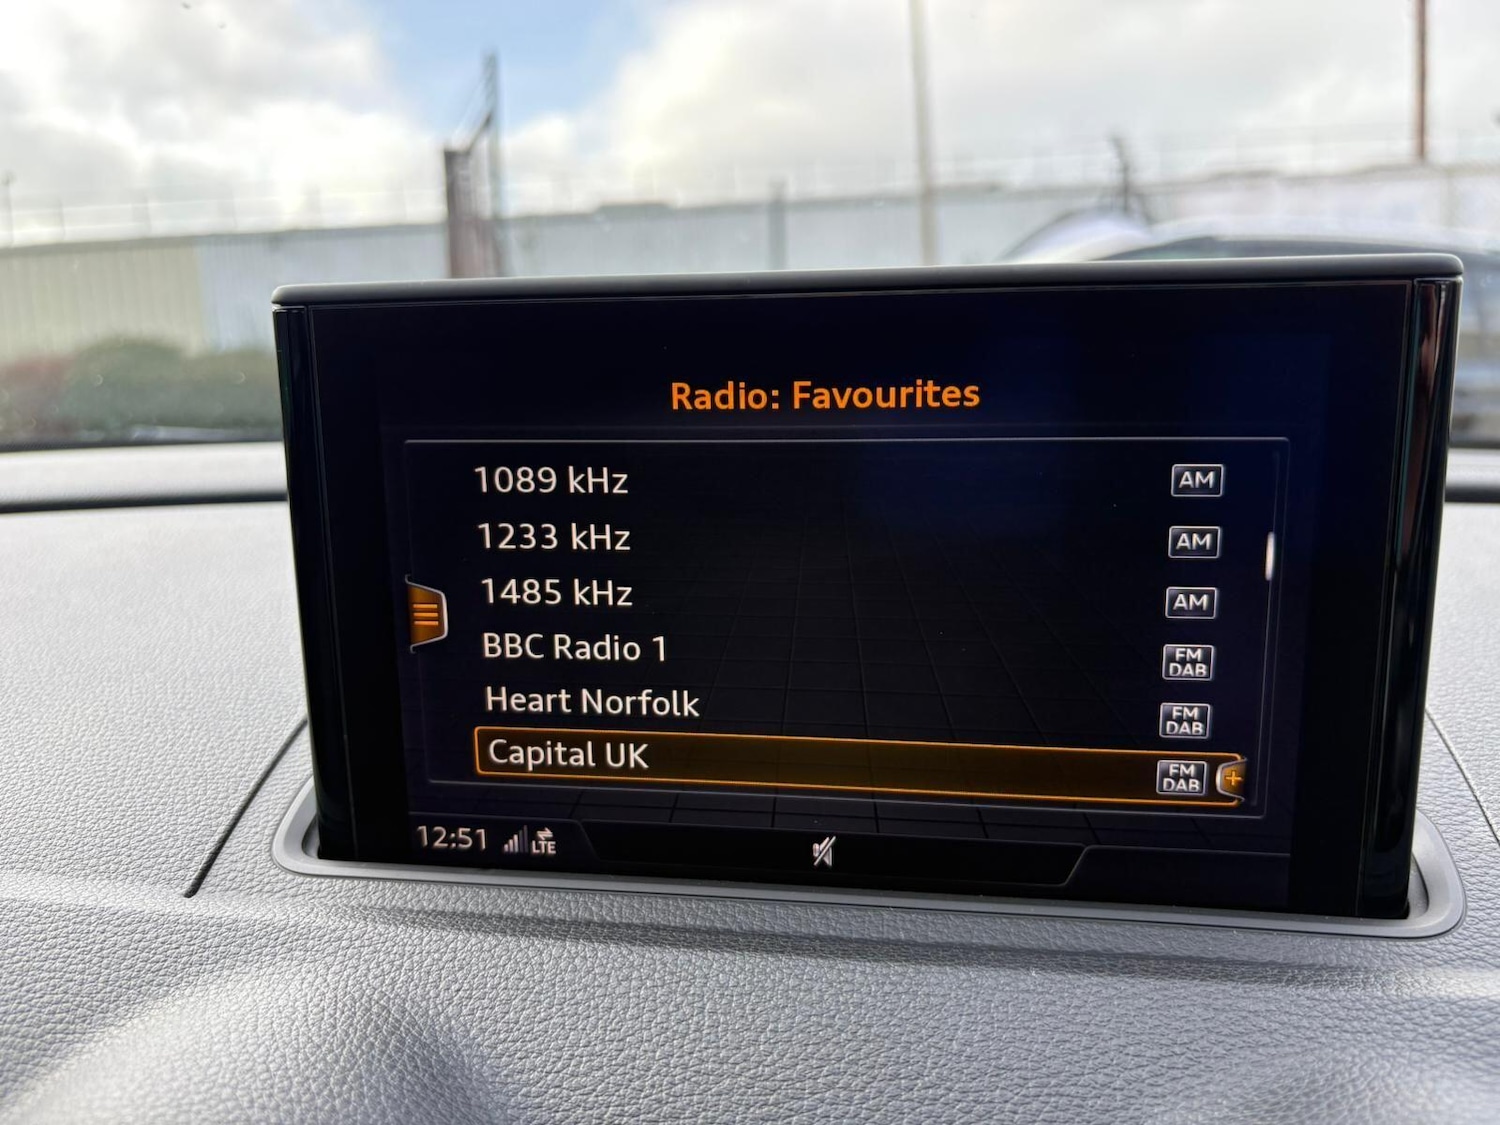 Radio: Favourites
1089 kHz AM
1233 kHz AM
1485 kHz AM
BBC Radio 1 FM DAB
Heart Norfolk FM DAB
Capital UK FM DAB
12:51 LTE